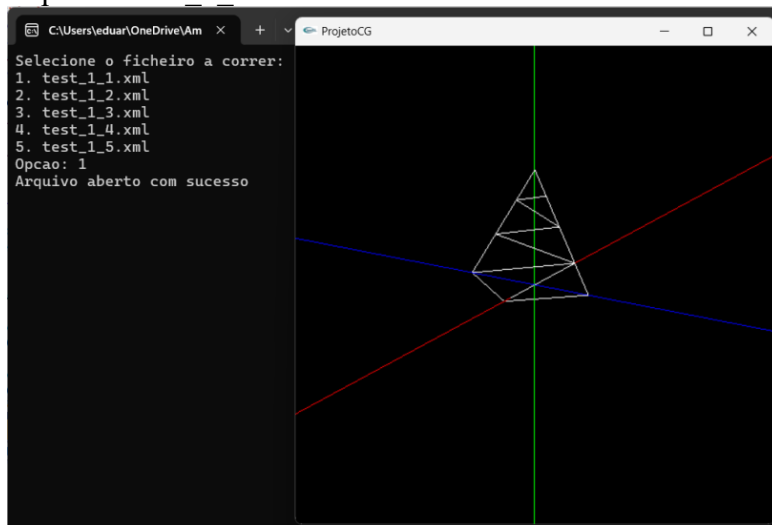 C:\Users\eduar\OneDrive\Am
ProjetoCG
Selecione o ficheiro a correr:
1. test_1_1.xml
2. test_1_2.xml
3. test_1_3.xml
4. test_1_4.xml
5. test_1_5.xml
Opcao: 1
Arquivo aberto com sucesso